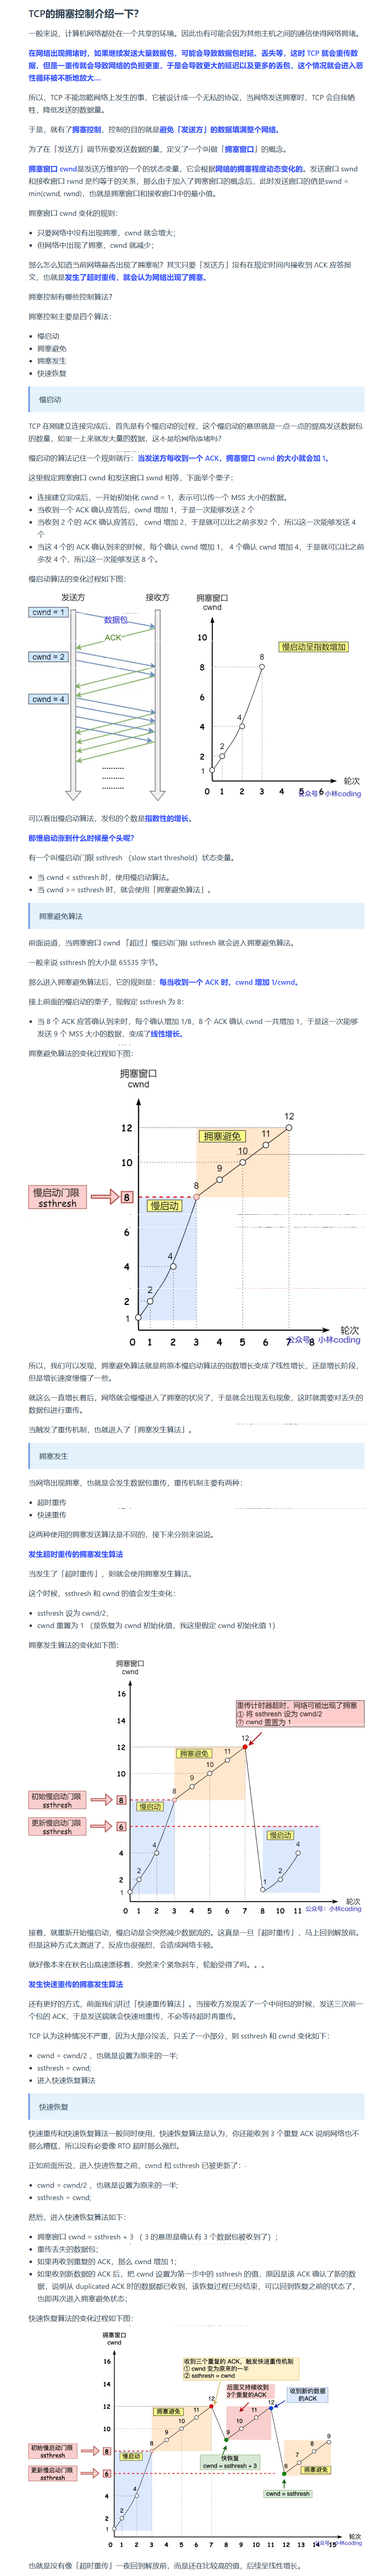 TCP的拥塞控制介绍一下？
一般来说，计算机网络都处在一个共享的环境。因此也有可能会因为其他主机之间的通信使得网络拥堵。
在网络出现拥堵时，如果继续发送大量数据包，可能会导致数据包时延、丢失等，这时 TCP 就会重传数
据，但是一重传就会导致网络的负担更重，于是会导致更大的延迟以及更多的丢包，这个情况就会进入恶
性循环被不断地放大....
所以，TCP 不能忽略网络上发生的事，它被设计成一个无私的协议，当网络发送拥塞时，TCP 会自我牺
牲，降低发送的数据量。
于是，就有了拥塞控制，控制的目的就是避免「发送方」的数据填满整个网络。
为了在「发送方」调节所要发送数据的量，定义了一个叫做「拥塞窗口」的概念。
拥塞窗口 cwnd是发送方维护的一个的状态变量，它会根据网络的拥塞程度动态变化的。发送窗口 swnd
和接收窗口 rwnd 是约等于的关系，那么由于加入了拥塞窗口的概念后，此时发送窗口的值是swnd =
min(cwnd, rwnd)，也就是拥塞窗口和接收窗口中的最小值。
拥塞窗口 cwnd 变化的规则：
• 只要网络中没有出现拥塞，cwnd 就会增大；
• 但网络中出现了拥塞，cwnd 就减少；
那么怎么知道当前网络是否出现了拥塞呢？其实只要「发送方」没有在规定时间内接收到 ACK 应答报
文，也就是发生了超时重传，就会认为网络出现了拥塞。
拥塞控制有哪些控制算法？
拥塞控制主要是四个算法：
• 慢启动
• 拥塞避免
• 拥塞发生
• 快速恢复
慢启动
TCP 在刚建立连接完成后，首先是有个慢启动的过程，这个慢启动的意思就是一点一点的提高发送数据包
的数量，如果一上来就发大量的数据，这不是给网络添堵吗？
慢启动的算法记住一个规则就行：当发送方每收到一个 ACK，拥塞窗口 cwnd 的大小就会加 1。
这里假定拥塞窗口 cwnd 和发送窗口 swnd 相等，下面举个栗子：
• 连接建立完成后，一开始初始化 cwnd = 1，表示可以传一个 MSS 大小的数据。
• 当收到一个 ACK 确认应答后，cwnd 增加 1，于是一次能够发送 2 个
• 当收到 2 个的 ACK 确认应答后， cwnd 增加 2，于是就可以比之前多发2 个，所以这一次能够发送 4
个
• 当这 4 个的 ACK 确认到来的时候，每个确认 cwnd 增加 1， 4 个确认 cwnd 增加 4，于是就可以比之前
多发 4 个，所以这一次能够发送 8 个。
慢启动算法的变化过程如下图：
发送方 接收方
cwnd = 1
数据包
ACK
cwnd = 2
cwnd = 4
..........
..........
..........
拥塞窗口
cwnd
慢启动呈指数增加
10
8
6
4
2
1
2
4
8
0 1 2 3 4 5 6
轮次
公众号：小林coding
可以看出慢启动算法，发包的个数是指数性的增长。
那慢启动涨到什么时候是个头呢？
有一个叫慢启动门限 ssthresh （slow start threshold）状态变量。
• 当 cwnd < ssthresh 时，使用慢启动算法。
• 当 cwnd >= ssthresh 时，就会使用「拥塞避免算法」。
拥塞避免算法
前面说道，当拥塞窗口 cwnd 「超过」慢启动门限 ssthresh 就会进入拥塞避免算法。
一般来说 ssthresh 的大小是 65535 字节。
那么进入拥塞避免算法后，它的规则是：每当收到一个 ACK 时，cwnd 增加 1/cwnd。
接上前面的慢启动的栗子，现假定 ssthresh 为 8：
• 当 8 个 ACK 应答确认到来时，每个确认增加 1/8，8 个 ACK 确认 cwnd 一共增加 1，于是这一次能够
发送 9 个 MSS 大小的数据，变成了线性增长。
拥塞避免算法的变化过程如下图：
拥塞窗口
cwnd
慢启动门限
ssthresh
拥塞避免
慢启动
12
10
8
6
4
2
1
2
4
8
9
10
11
12
0 1 2 3 4 5 6 7 8
轮次
公众号：小林coding
所以，我们可以发现，拥塞避免算法就是将原本慢启动算法的指数增长变成了线性增长，还是增长阶段，
但是增长速度缓慢了一些。
就这么一直增长着后，网络就会慢慢进入了拥塞的状况了，于是就会出现丢包现象，这时就需要对丢失的
数据包进行重传。
当触发了重传机制，也就进入了「拥塞发生算法」。
拥塞发生
当网络出现拥塞，也就是会发生数据包重传，重传机制主要有两种：
• 超时重传
• 快速重传
这两种使用的拥塞发送算法是不同的，接下来分别来说说。
发生超时重传的拥塞发生算法
当发生了「超时重传」，则就会使用拥塞发生算法。
这个时候，ssthresh 和 cwnd 的值会发生变化：
• ssthresh 设为 cwnd/2，
• cwnd 重置为 1 （是恢复为 cwnd 初始化值，我这里假定 cwnd 初始化值 1）
拥塞发生算法的变化如下图：
拥塞窗口
cwnd
重传计时器超时，网络可能出现了拥塞
① 将 ssthresh 设为 cwnd/2
② cwnd 重置为 1
初始慢启动门限
ssthresh
更新慢启动门限
ssthresh
拥塞避免
慢启动
慢启动
16
14
12
10
8
6
4
2
1
2
4
8
9
10
11
12
1
2
4
0 1 2 3 4 5 6 7 8 9 10 11
轮次
公众号：小林coding
接着，就重新开始慢启动，慢启动是会突然减少数据流的。这真是一旦「超时重传」，马上回到解放前。
但是这种方式太激进了，反应也很强烈，会造成网络卡顿。
就好像本来在秋名山高速漂移着，突然来个紧急刹车，轮胎受得了吗。。。
发生快速重传的拥塞发生算法
还有更好的方式，前面我们讲过「快速重传算法」。当接收方发现丢了一个中间包的时候，发送三次前一
个包的 ACK，于是发送端就会快速地重传，不必等待超时再重传。
TCP 认为这种情况不严重，因为大部分没丢，只丢了一小部分，则 ssthresh 和 cwnd 变化如下：
• cwnd = cwnd/2 ，也就是设置为原来的一半;
• ssthresh = cwnd;
• 进入快速恢复算法
快速恢复
快速重传和快速恢复算法一般同时使用，快速恢复算法是认为，你还能收到 3 个重复 ACK 说明网络也不
那么糟糕，所以没有必要像 RTO 超时那么强烈。
正如前面所说，进入快速恢复之前，cwnd 和 ssthresh 已被更新了：
• cwnd = cwnd/2 ，也就是设置为原来的一半;
• ssthresh = cwnd;
然后，进入快速恢复算法如下：
• 拥塞窗口 cwnd = ssthresh + 3 （ 3 的意思是确认有 3 个数据包被收到了）；
• 重传丢失的数据包；
• 如果再收到重复的 ACK，那么 cwnd 增加 1；
• 如果收到新数据的 ACK 后，把 cwnd 设置为第一步中的 ssthresh 的值，原因是该 ACK 确认了新的数
据，说明从 duplicated ACK 时的数据都已收到，该恢复过程已经结束，可以回到恢复之前的状态了，
也即再次进入拥塞避免状态；
快速恢复算法的变化过程如下图：
拥塞窗口
cwnd
收到三个重复的 ACK，触发快速重传机制
① cwnd 变为原来的一半
② ssthresh = cwnd
后面又持续收到
3个重复的ACK
收到新的数据
的ACK
初始慢启动门限
ssthresh
更新慢启动门限
ssthresh
拥塞避免
慢启动
快恢复
cwnd = ssthresh + 3
cwnd = ssthresh
拥塞避免
16
14
12
10
8
6
4
2
1
2
4
8
9
10
11
12
9
10
11
12
6
7
8
9
0 1 2 3 4 5 6 7 8 9 10 11 12 13 14 15
轮次
公众号：小林coding
也就是没有像「超时重传」一夜回到解放前，而是还在比较高的值，后续呈线性增长。